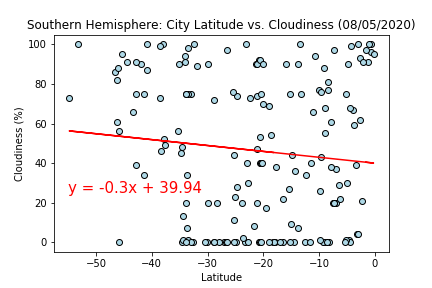 Southern Hemisphere: City Latitude vs. Cloudiness (08/05/2020)
100
80
60
40
20
0
Cloudiness (%)
y = -0.3x + 39.94
−50 −40 −30 −20 −10 0
Latitude